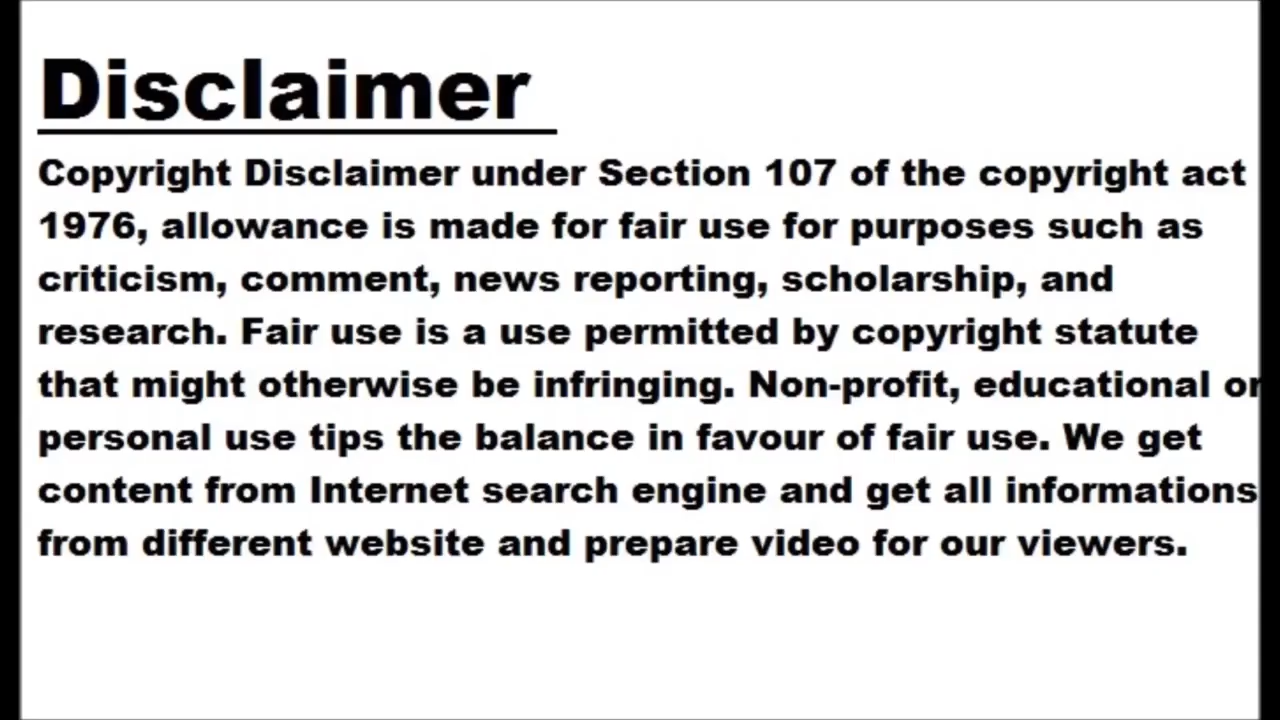 Disclaimer
Copyright Disclaimer under Section 107 of the copyright act
1976, allowance is made for fair use for purposes such as
criticism, comment, news reporting, scholarship, and
research. Fair use is a use permitted by copyright statute
that might otherwise be infringing. Non-profit, educational or
personal use tips the balance in favour of fair use. We get
content from Internet search engine and get all informations
from different website and prepare video for our viewers.